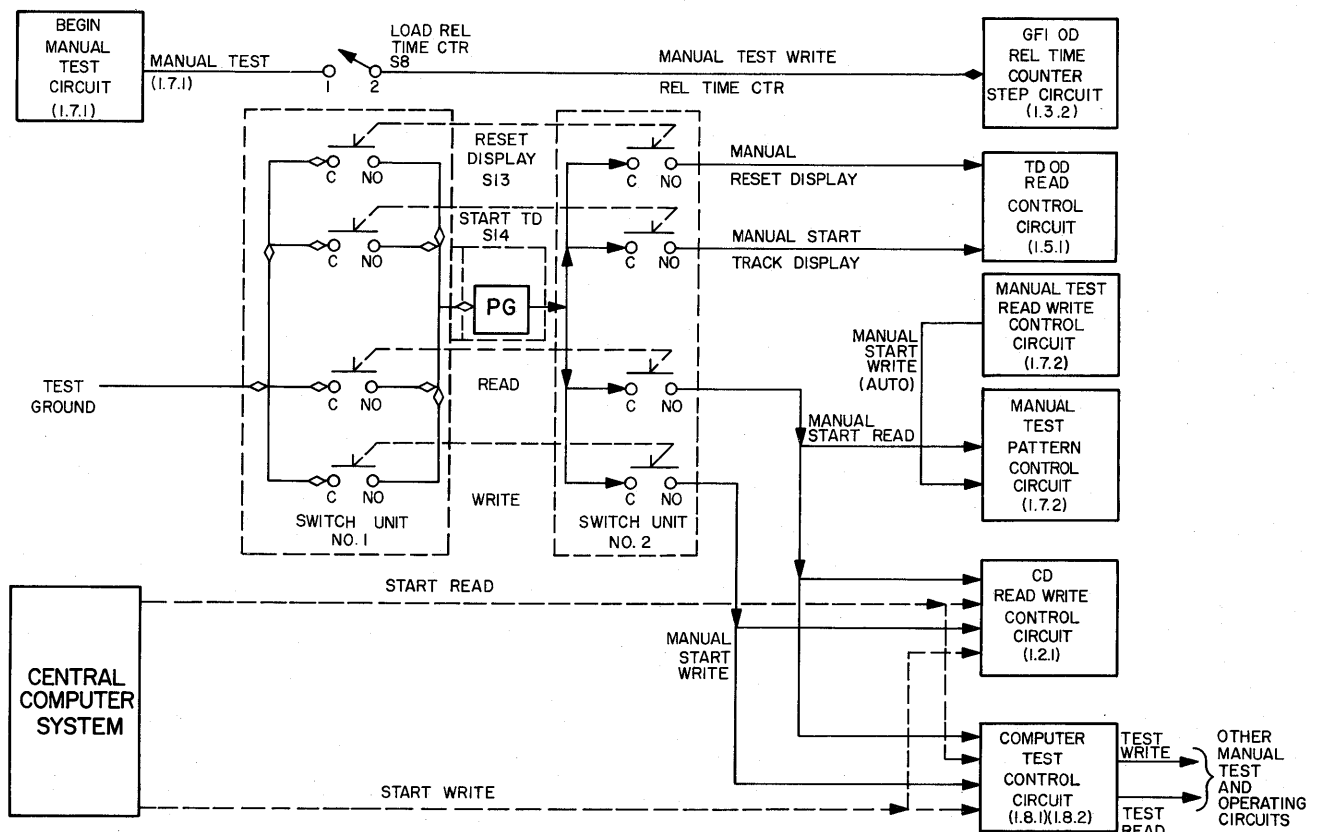 BEGIN
MANUAL
TEST
CIRCUIT
(1.7.1)
MANUAL TEST
(1.7.1)
LOAD REL
TIME CTR
S8
1
2
MANUAL TEST WRITE
REL TIME CTR
GFI OD
REL TIME
COUNTER
STEP CIRCUIT
(1.3.2)
RESET
DISPLAY
S13
C NO
C NO
MANUAL
RESET DISPLAY
TD OD
READ
CONTROL
CIRCUIT
(1.5.1)
START TD
S14
C NO
C NO
MANUAL START
TRACK DISPLAY
PG
MANUAL TEST
READ WRITE
CONTROL
CIRCUIT
(1.7.2)
MANUAL
START
WRITE
(AUTO)
TEST
GROUND
READ
C NO
C NO
MANUAL
START READ
MANUAL
TEST
PATTERN
CONTROL
CIRCUIT
(1.7.2)
WRITE
C NO
C NO
SWITCH UNIT
NO. 1
SWITCH UNIT
NO. 2
START READ
CD
READ WRITE
CONTROL
CIRCUIT
(1.2.1)
MANUAL
START
WRITE
CENTRAL
COMPUTER
SYSTEM
START WRITE
COMPUTER
TEST
CONTROL
CIRCUIT
(1.8.1)(1.8.2)
TEST
WRITE
TEST
READ
OTHER
MANUAL
TEST
AND
OPERATING
CIRCUITS